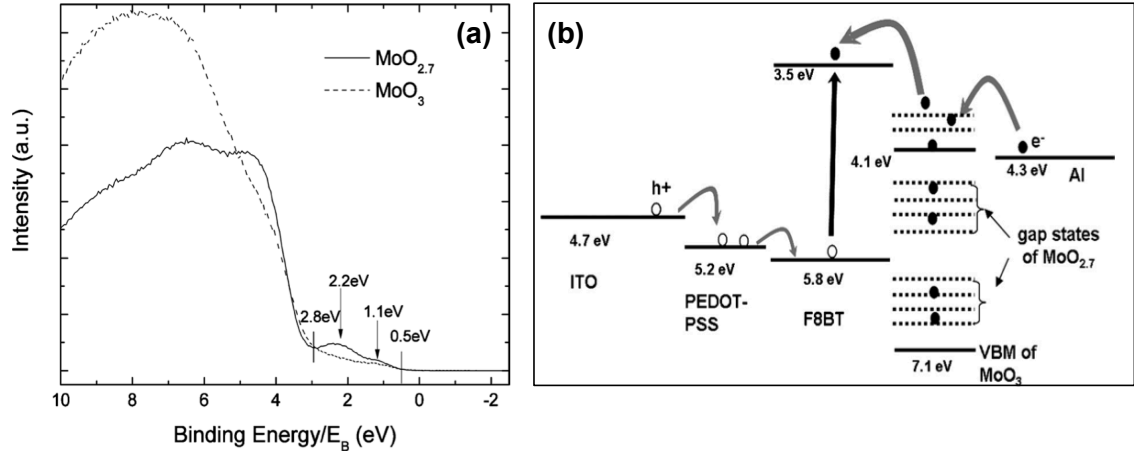 (a)
MoO2.7
MoO3
2.2eV
2.8eV
1.1eV
0.5eV
10 8 6 4 2 0 -2
Intensity (a.u.)
Binding Energy/EB (eV)
(b)
3.5 eV
e-
4.1 eV
4.3 eV
Al
h+
4.7 eV
ITO
5.2 eV
PEDOT-
PSS
5.8 eV
F8BT
gap states
of MoO2.7
7.1 eV
VBM of
MoO3